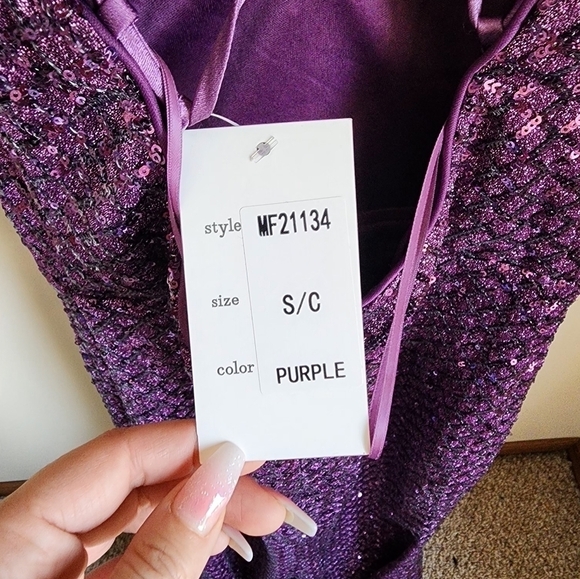 style MF21134
size S/C
color PURPLE